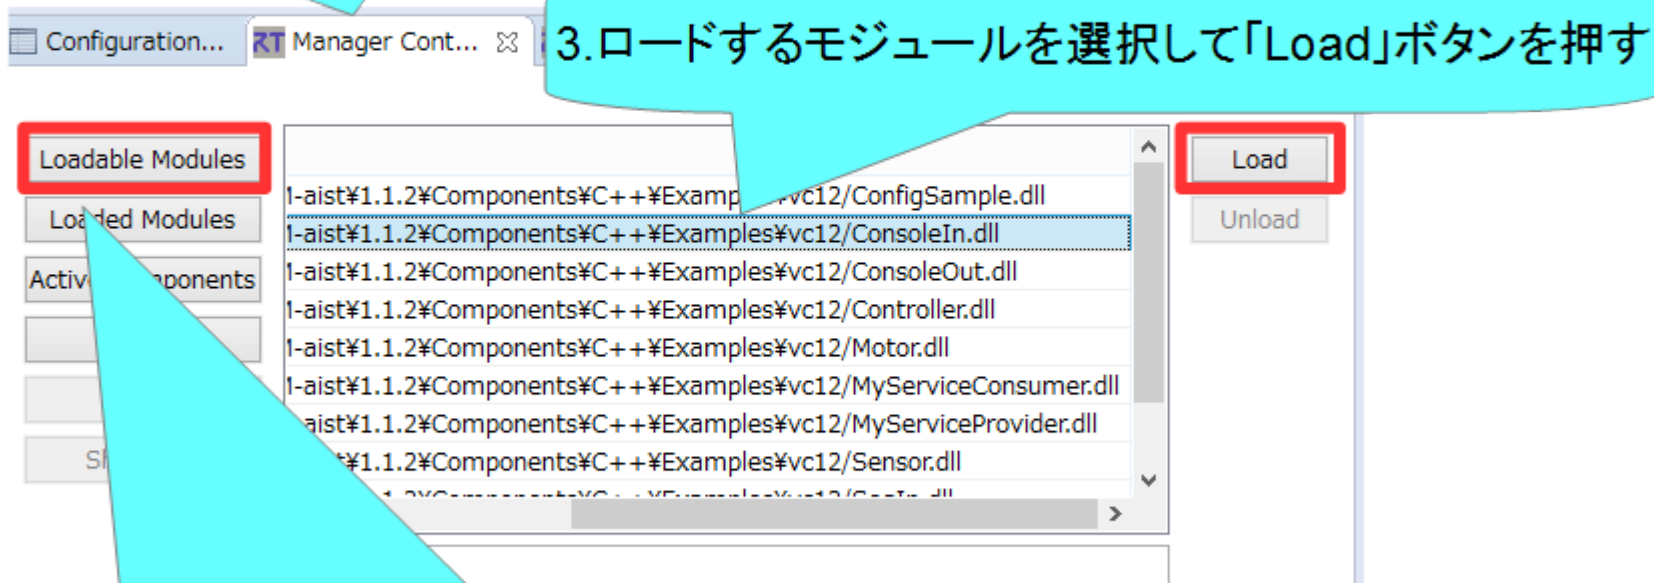 Configuration...
RT Manager Cont...
3.ロードするモジュールを選択して「Load」ボタンを押す
Loadable Modules
Load
Loaded Modules
Unload
1-aist¥1.1.2¥Components¥C++¥Examp vc12/ConfigSample.dll
1-aist¥1.1.2¥Components¥C++¥Examples¥vc12/ConsoleIn.dll
1-aist¥1.1.2¥Components¥C++¥Examples¥vc12/ConsoleOut.dll
1-aist¥1.1.2¥Components¥C++¥Examples¥vc12/Controller.dll
1-aist¥1.1.2¥Components¥C++¥Examples¥vc12/Motor.dll
1-aist¥1.1.2¥Components¥C++¥Examples¥vc12/MyServiceConsumer.dll
aist¥1.1.2¥Components¥C++¥Examples¥vc12/MyServiceProvider.dll
¥1.1.2¥Components¥C++¥Examples¥vc12/Sensor.dll